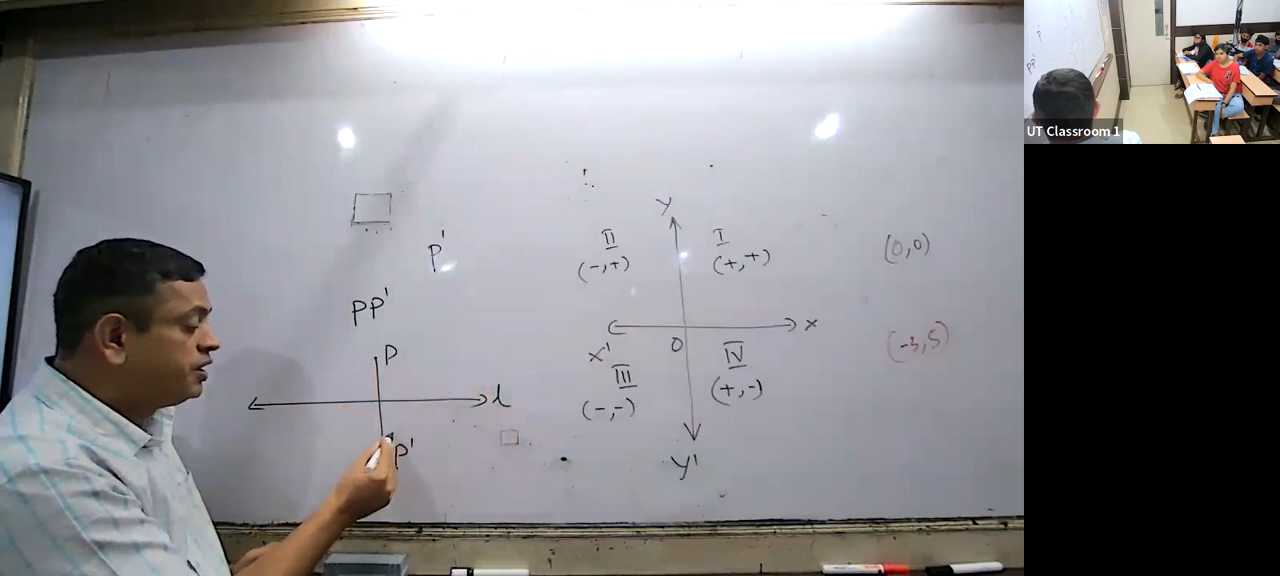 P'
PP'
P
l
P'
y
II
(-,+)
I
(+,+)
x'
O
x
III
(-,-)
IV
(+,-)
y'
(0,0)
(-3,5)
UT Classroom 1